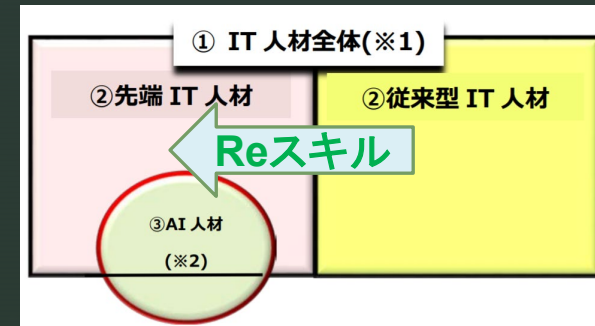 ① IT 人材全体(※1)
②先端 IT 人材
②従来型 IT 人材
Reスキル
③AI 人材
(※2)